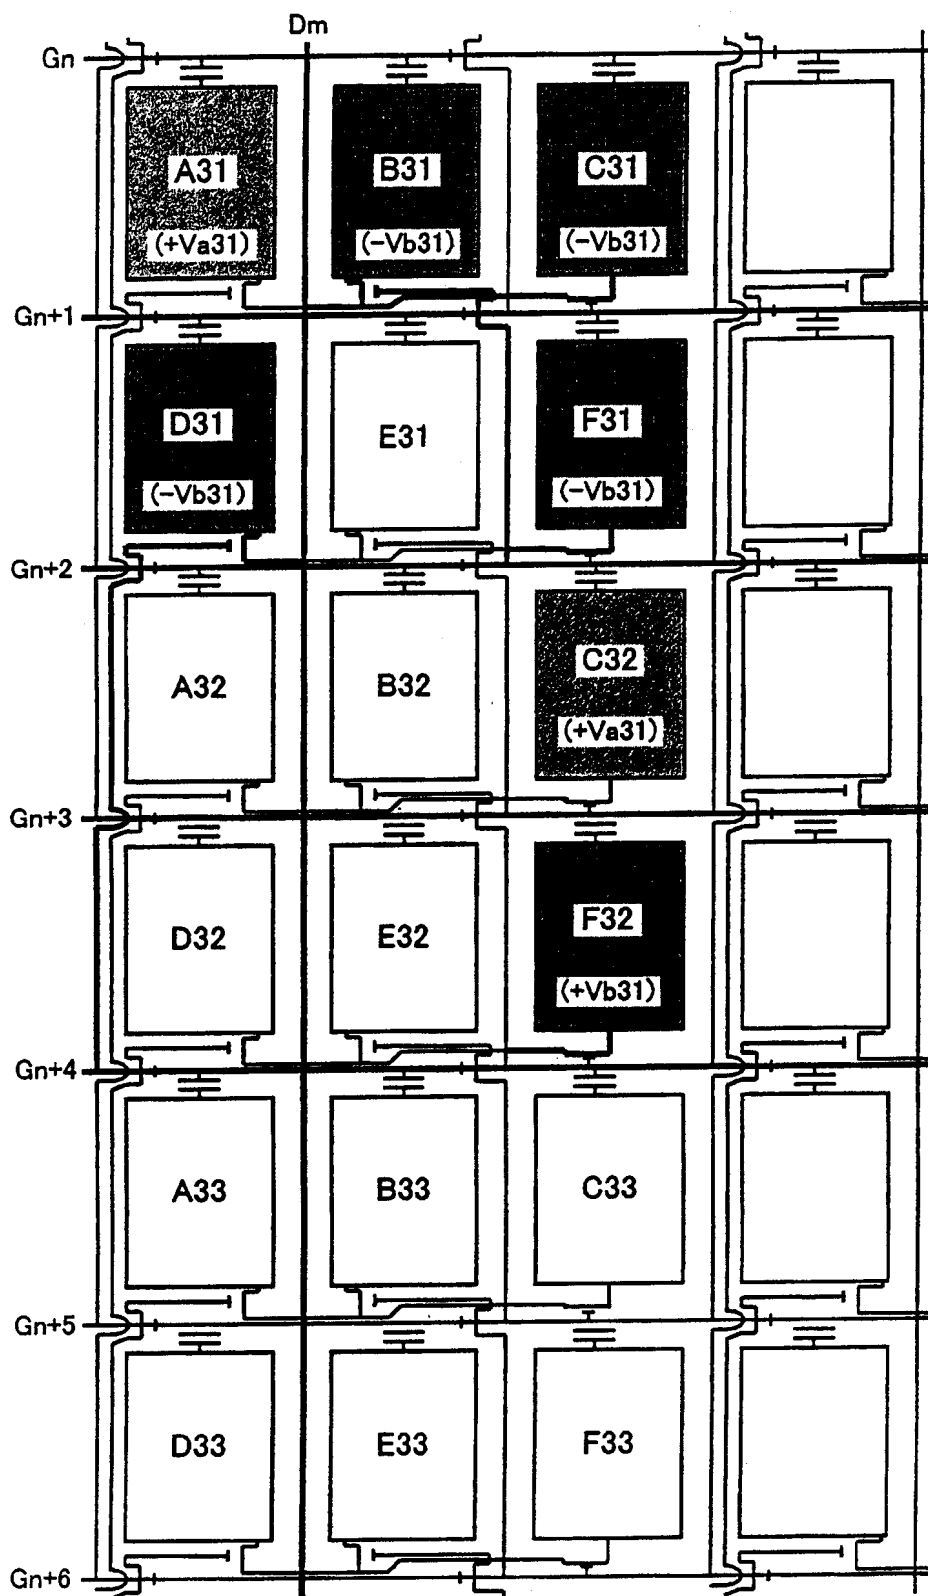 Dm
Gn
A31 B31 C31
(+Va31) (-Vb31) (-Vb31)
Gn+1
D31 E31 F31
(-Vb31) (-Vb31)
Gn+2
A32 B32 C32
(+Va31)
Gn+3
D32 E32 F32
(+Vb31)
Gn+4
A33 B33 C33
Gn+5
D33 E33 F33
Gn+6